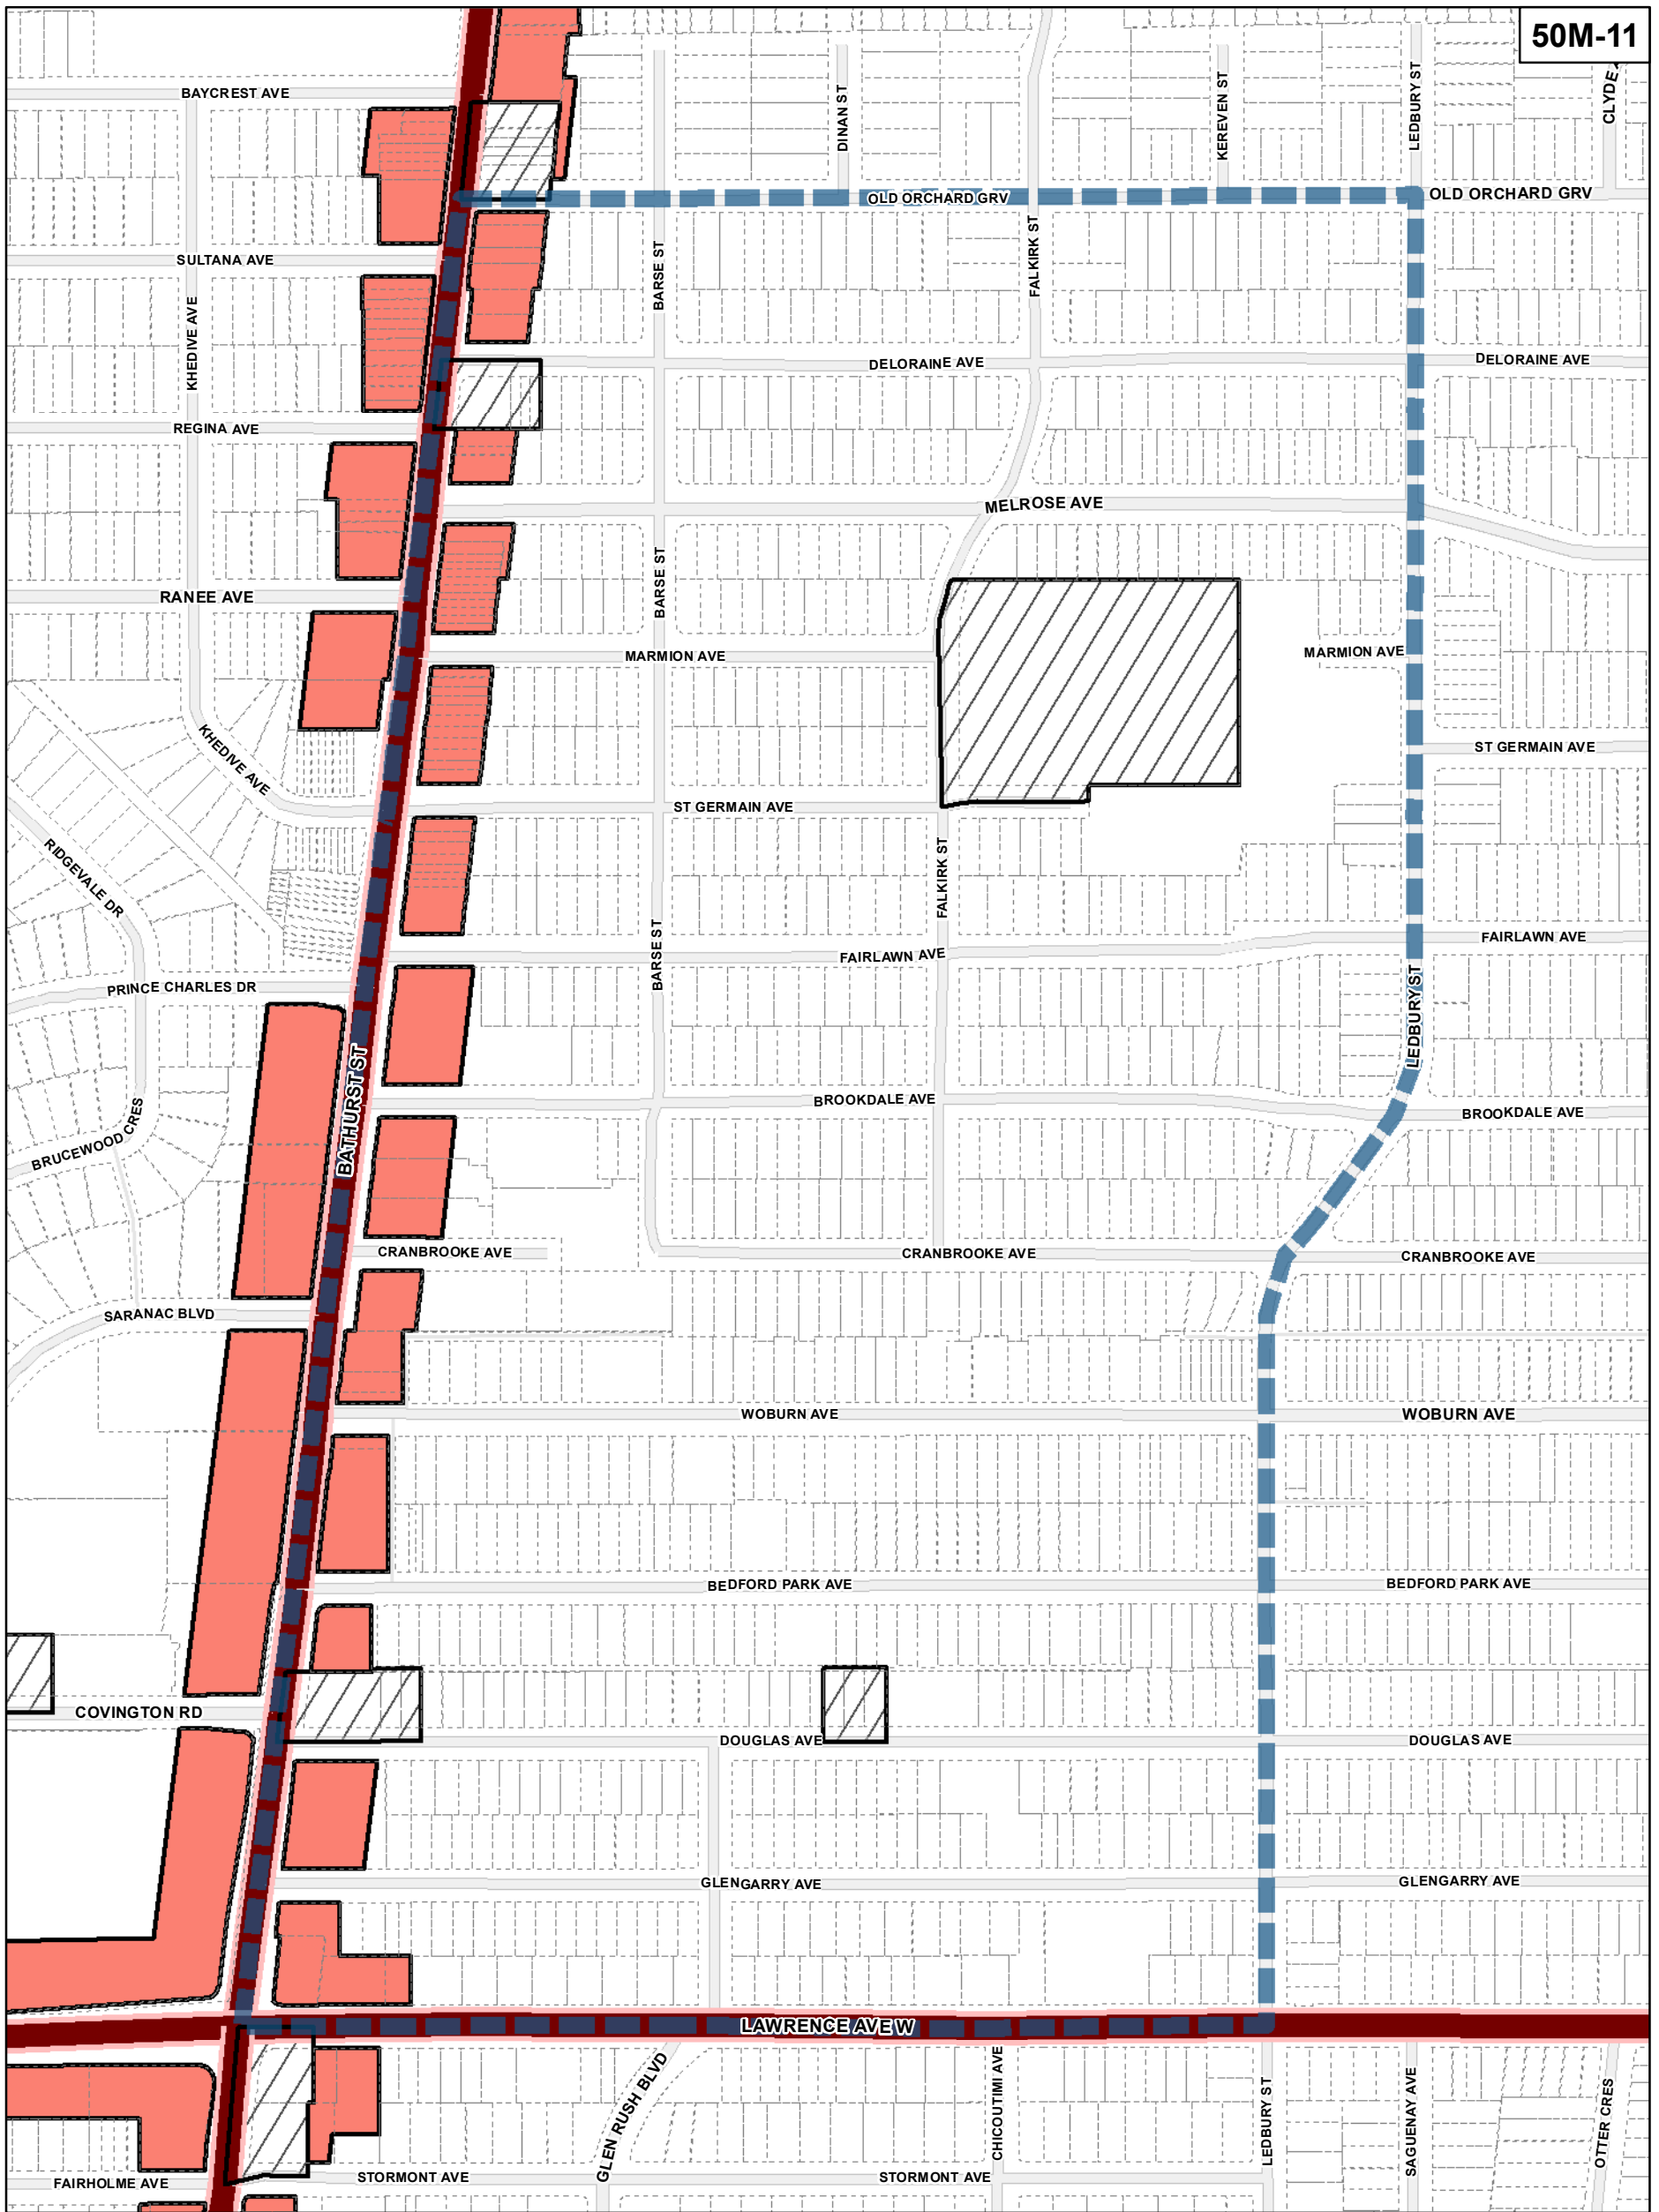 50M-11
BAYCREST AVE
DINAN ST
KEREVEN ST
LEDBURY ST
OLD ORCHARD GRV
OLD ORCHARD GRV
SULTANA AVE
KHEDIVE AVE
BARSE ST
FALKIRK ST
DELORAINE AVE
DELORAINE AVE
REGINA AVE
MELROSE AVE
BARSE ST
RANEE AVE
MARMION AVE
MARMION AVE
KHEDIVE AVE
ST GERMAIN AVE
ST GERMAIN AVE
RIDGEVALE DR
FALKIRK ST
BARSE ST
FAIRLAWN AVE
FAIRLAWN AVE
PRINCE CHARLES DR
LEDBURY ST
BATHURST ST
BROOKDALE AVE
BROOKDALE AVE
BRUCEWOOD CRES
CRANBROOKE AVE
CRANBROOKE AVE
CRANBROOKE AVE
SARANAC BLVD
WOBURN AVE
WOBURN AVE
BEDFORD PARK AVE
BEDFORD PARK AVE
COVINGTON RD
DOUGLAS AVE
DOUGLAS AVE
GLENGARRY AVE
GLENGARRY AVE
LAWRENCE AVE W
GLEN RUSH BLVD
CHICOUTIMI AVE
LEDBURY ST
SAGUENAY AVE
OTTER CRES
FAIRHOLME AVE
STORMONT AVE
STORMONT AVE